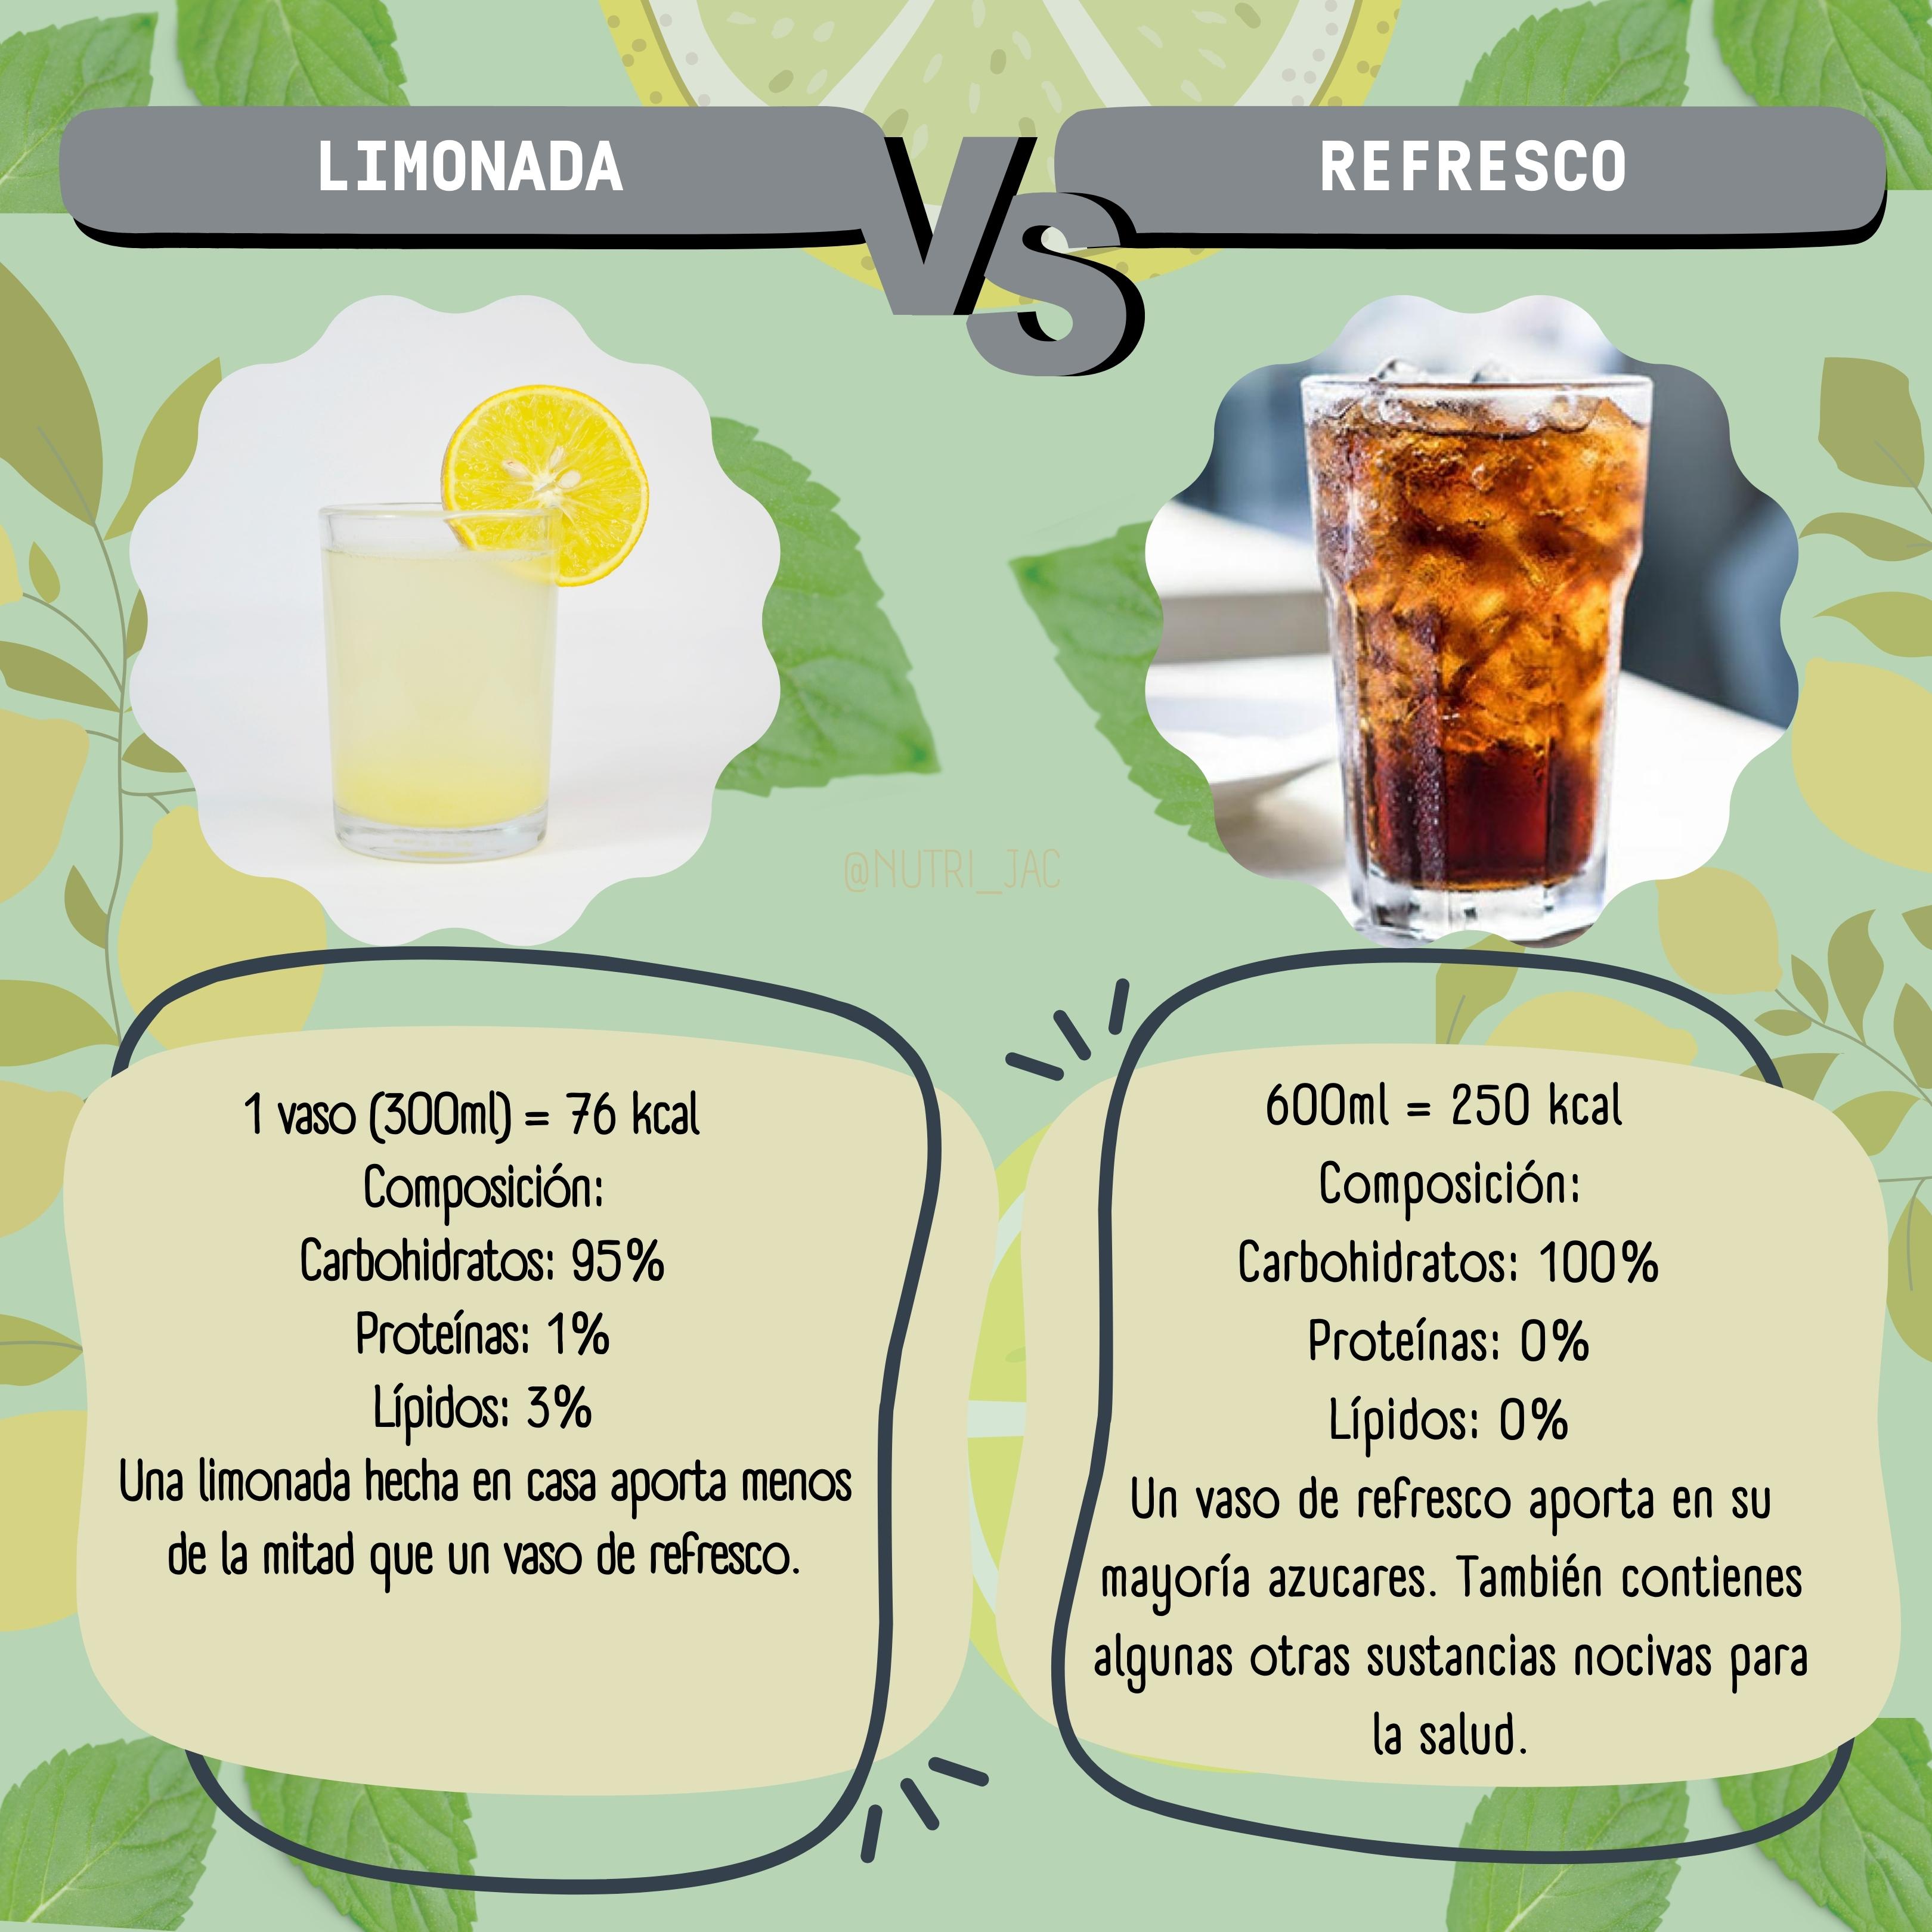 LIMONADA
VS
REFRESCO
@NUTRI_JAC
1 vaso (300ml) = 76 kcal
Composición:
Carbohidratos: 95%
Proteínas: 1%
Lípidos: 3%
Una limonada hecha en casa aporta menos
de la mitad que un vaso de refresco.
600ml = 250 kcal
Composición:
Carbohidratos: 100%
Proteínas: 0%
Lípidos: 0%
Un vaso de refresco aporta en su
mayoría azucares. También contienes
algunas otras sustancias nocivas para
la salud.